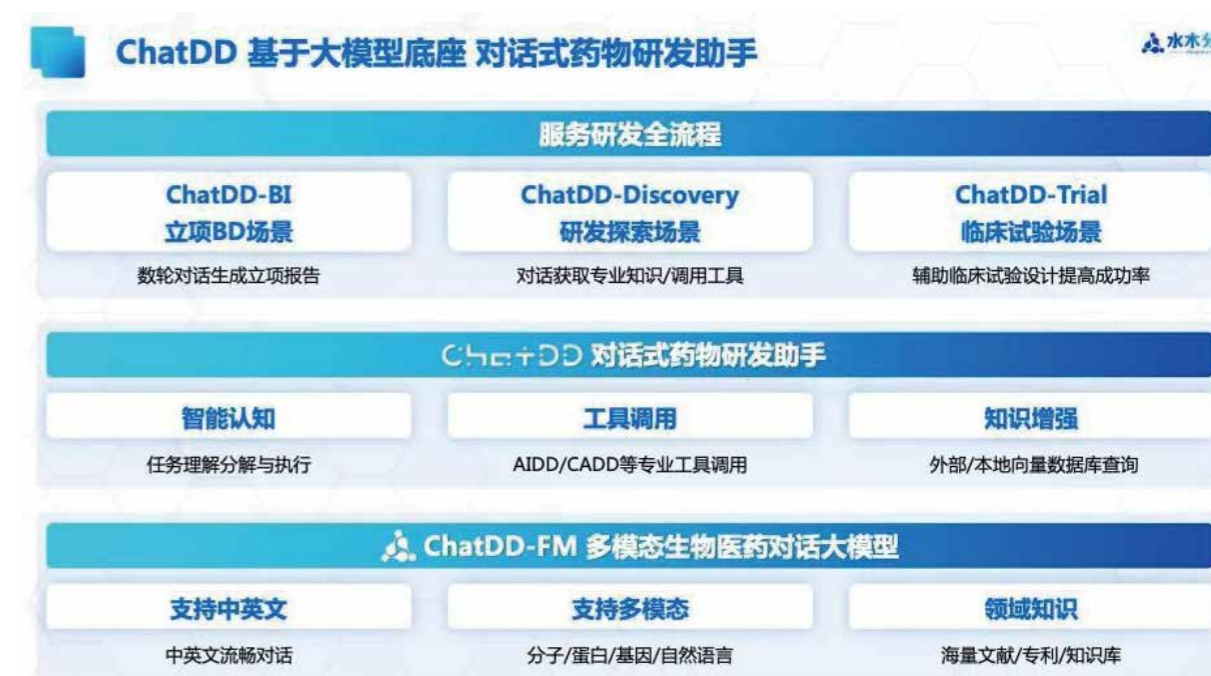 ChatDD 基于大模型底座 对话式药物研发助手
水木分
服务研发全流程
ChatDD-BI
立项BD场景
数轮对话生成立项报告
ChatDD-Discovery
研发探索场景
对话获取专业知识/调用工具
ChatDD-Trial
临床试验场景
辅助临床试验设计提高成功率
ChatDD 对话式药物研发助手
智能认知
任务理解分解与执行
工具调用
AIDD/CADD等专业工具调用
知识增强
外部/本地向量数据库查询
ChatDD-FM 多模态生物医药对话大模型
支持中英文
中英文流畅对话
支持多模态
分子/蛋白/基因/自然语言
领域知识
海量文献/专利/知识库